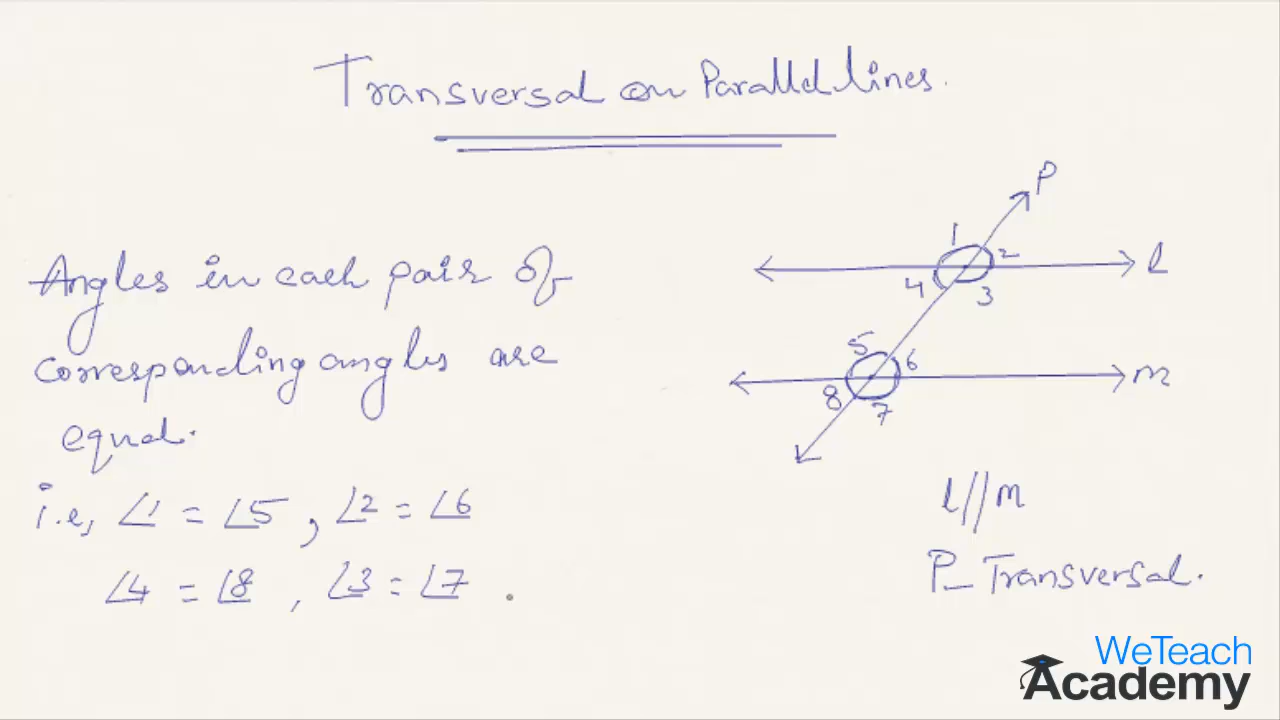 Transversal on Parallel lines.
Angles in each pair of
corresponding angles are
equal.
i.e, ∠1 = ∠5 , ∠2 = ∠6
∠4 = ∠8 , ∠3 = ∠7 .
P
1
2
l
4
3
5
6
m
8
7
l//m
P_ Transversal.
WeTeach
Academy